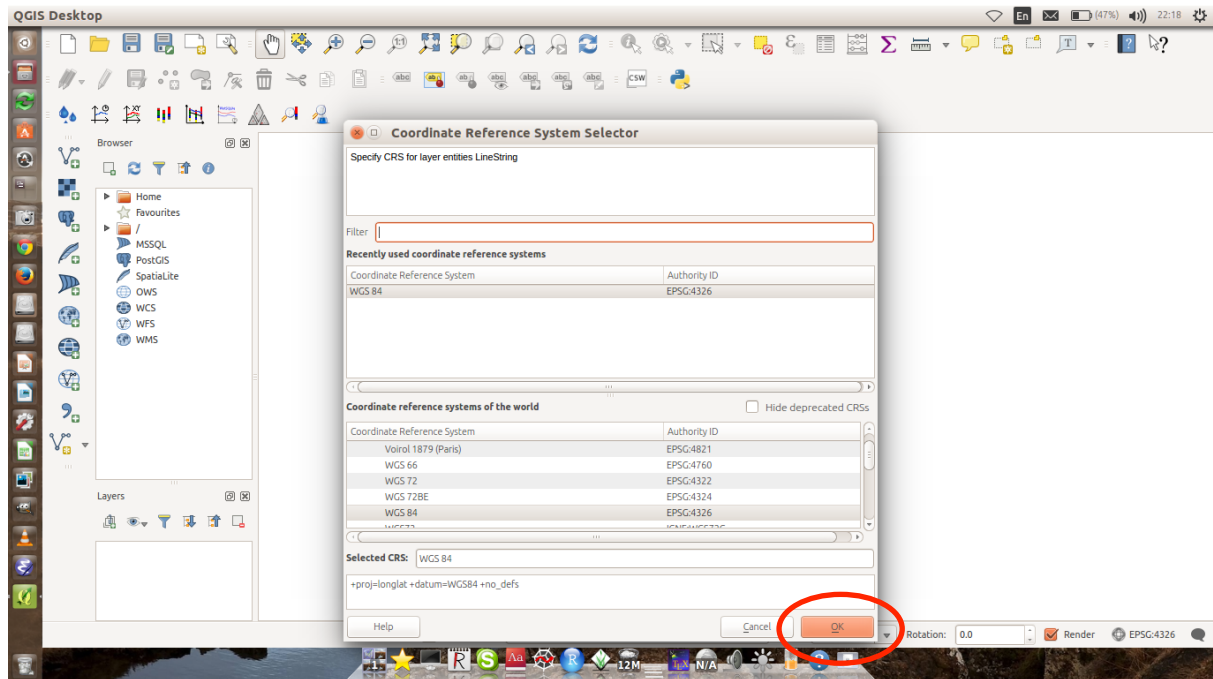 QGIS Desktop
En (47%) 22:18
CSW
Browser
Home
Favourites
/
MSSQL
PostGIS
SpatiaLite
OWS
WCS
WFS
WMS
Layers
Coordinate Reference System Selector
Specify CRS for layer entities LineString
Filter
Recently used coordinate reference systems
Coordinate Reference System Authority ID
WGS 84 EPSG:4326
Coordinate reference systems of the world Hide deprecated CRSs
Coordinate Reference System Authority ID
Voirol 1879 (Paris) EPSG:4821
WGS 66 EPSG:4760
WGS 72 EPSG:4322
WGS 72BE EPSG:4324
WGS 84 EPSG:4326
Selected CRS: WGS 84
+proj=longlat +datum=WGS84 +no_defs
Help Cancel OK
Rotation: 0.0 Render EPSG:4326
12M N/A